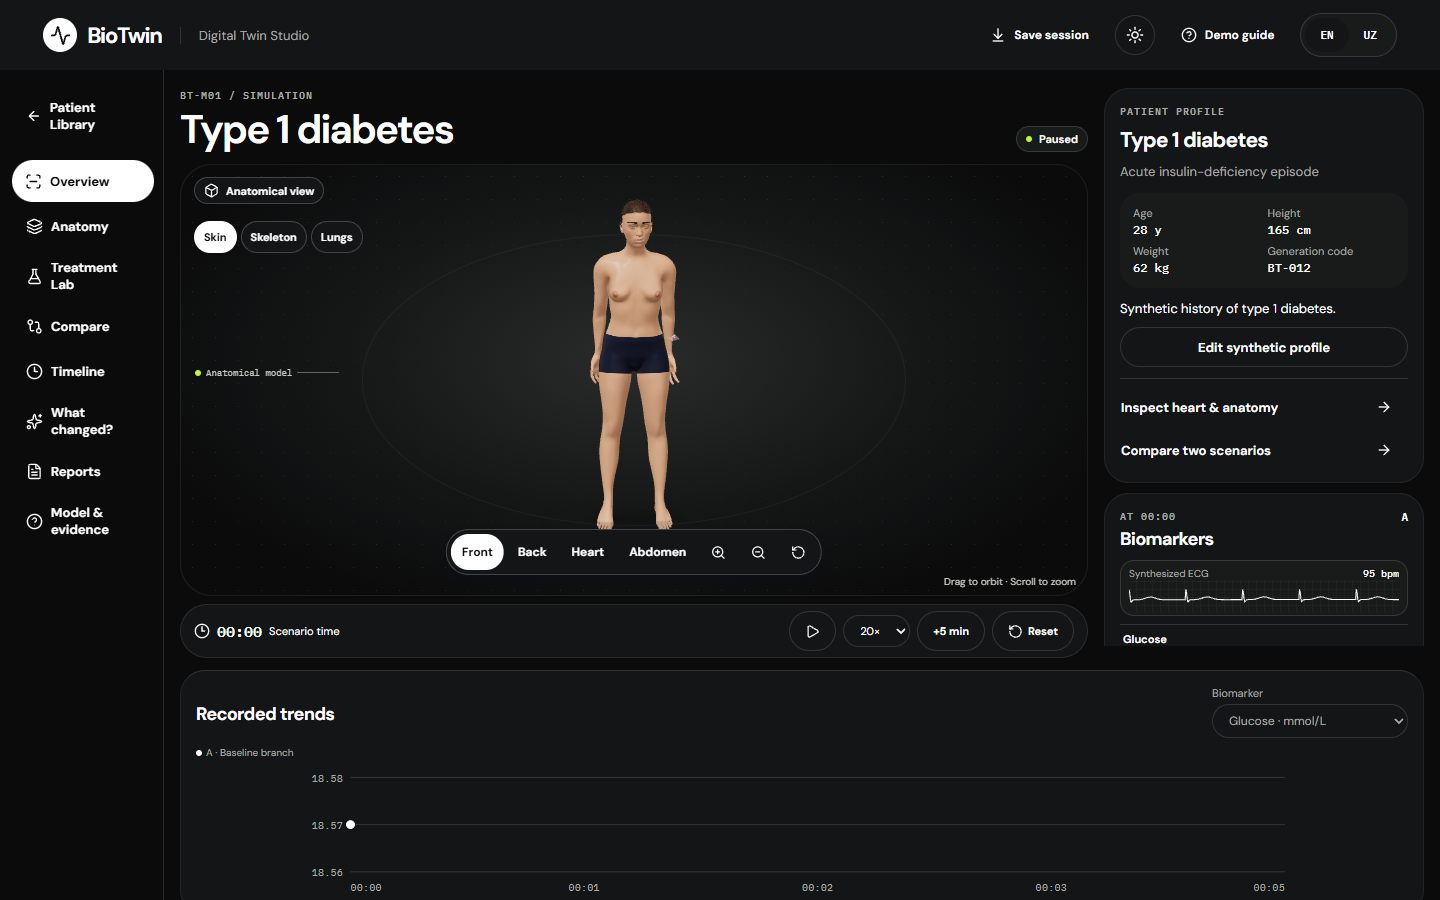 BioTwin
Digital Twin Studio
Save session
Demo guide
EN
UZ
Patient Library
Overview
Anatomy
Treatment Lab
Compare
Timeline
What changed?
Reports
Model & evidence
BT-M01 / SIMULATION
Type 1 diabetes
Paused
Anatomical view
Skin
Skeleton
Lungs
Anatomical model
Front
Back
Heart
Abdomen
Drag to orbit · Scroll to zoom
00:00 Scenario time
20×
+5 min
Reset
PATIENT PROFILE
Type 1 diabetes
Acute insulin-deficiency episode
Age
28 y
Height
165 cm
Weight
62 kg
Generation code
BT-012
Synthetic history of type 1 diabetes.
Edit synthetic profile
Inspect heart & anatomy
Compare two scenarios
AT 00:00
A
Biomarkers
Synthesized ECG
95 bpm
Glucose
Recorded trends
Biomarker
Glucose · mmol/L
A · Baseline branch
18.58
18.57
18.56
00:00
00:01
00:02
00:03
00:05